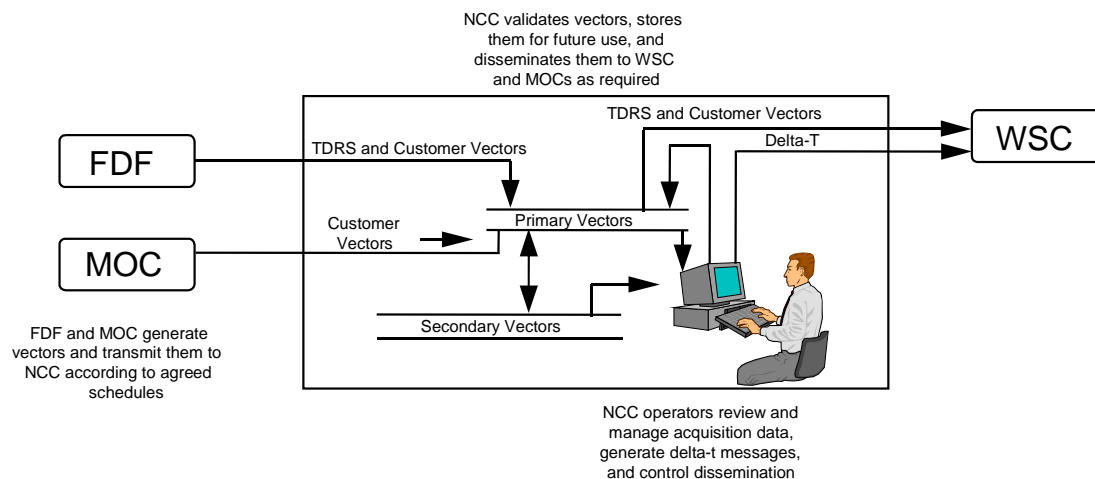 NCC validates vectors, stores
them for future use, and
disseminates them to WSC
and MOCs as required
TDRS and Customer Vectors
FDF
WSC
Delta-T
TDRS and Customer Vectors
Primary Vectors
Customer
Vectors
MOC
Secondary Vectors
FDF and MOC generate
vectors and transmit them to
NCC according to agreed
schedules
NCC operators review and
manage acquisition data,
generate delta-t messages,
and control dissemination